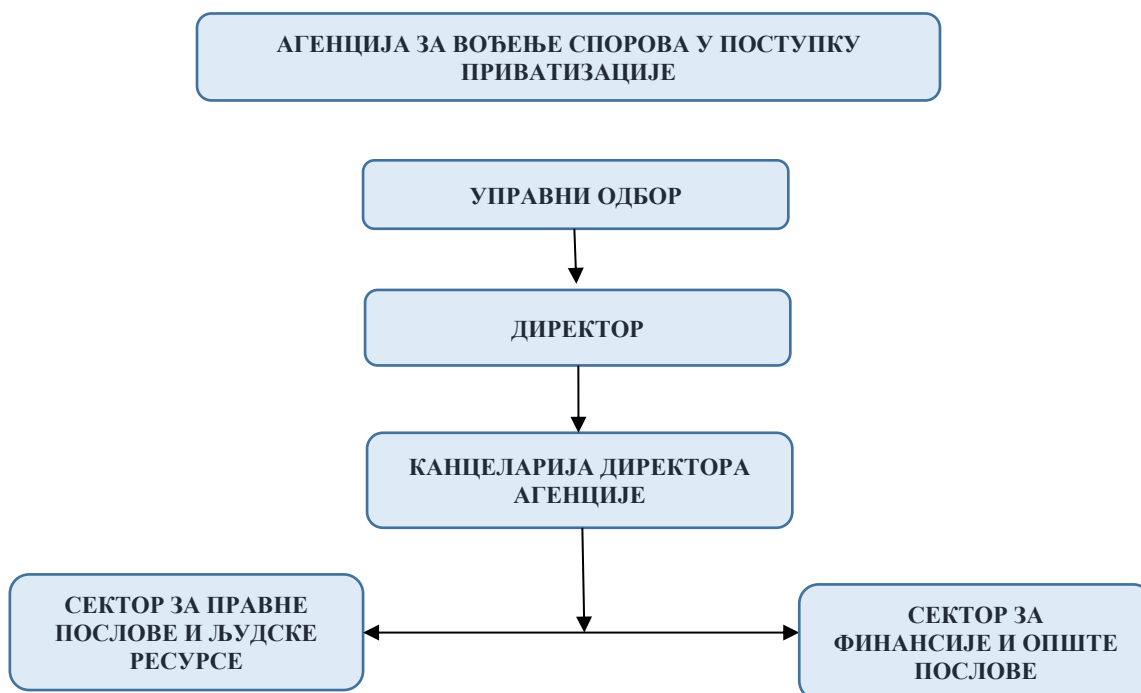 АГЕНЦИЈА ЗА ВОЂЕЊЕ СПОРОВА У ПОСТУПКУ
ПРИВАТИЗАЦИЈЕ
УПРАВНИ ОДБОР
ДИРЕКТОР
КАНЦЕЛАРИЈА ДИРЕКТОРА
АГЕНЦИЈЕ
СЕКТОР ЗА ПРАВНЕ
ПОСЛОВЕ И ЉУДСКЕ
РЕСУРСЕ
СЕКТОР ЗА
ФИНАНСИЈЕ И ОПШТЕ
ПОСЛОВЕ